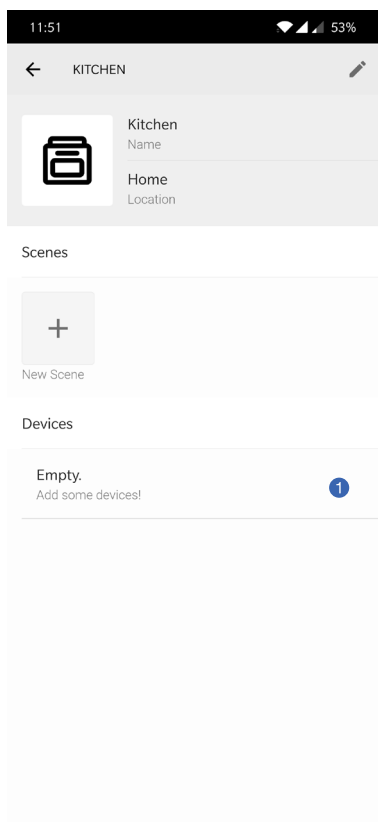 11:51 53%
KITCHEN
Kitchen
Name
Home
Location
Scenes
New Scene
Devices
Empty.
Add some devices!
1